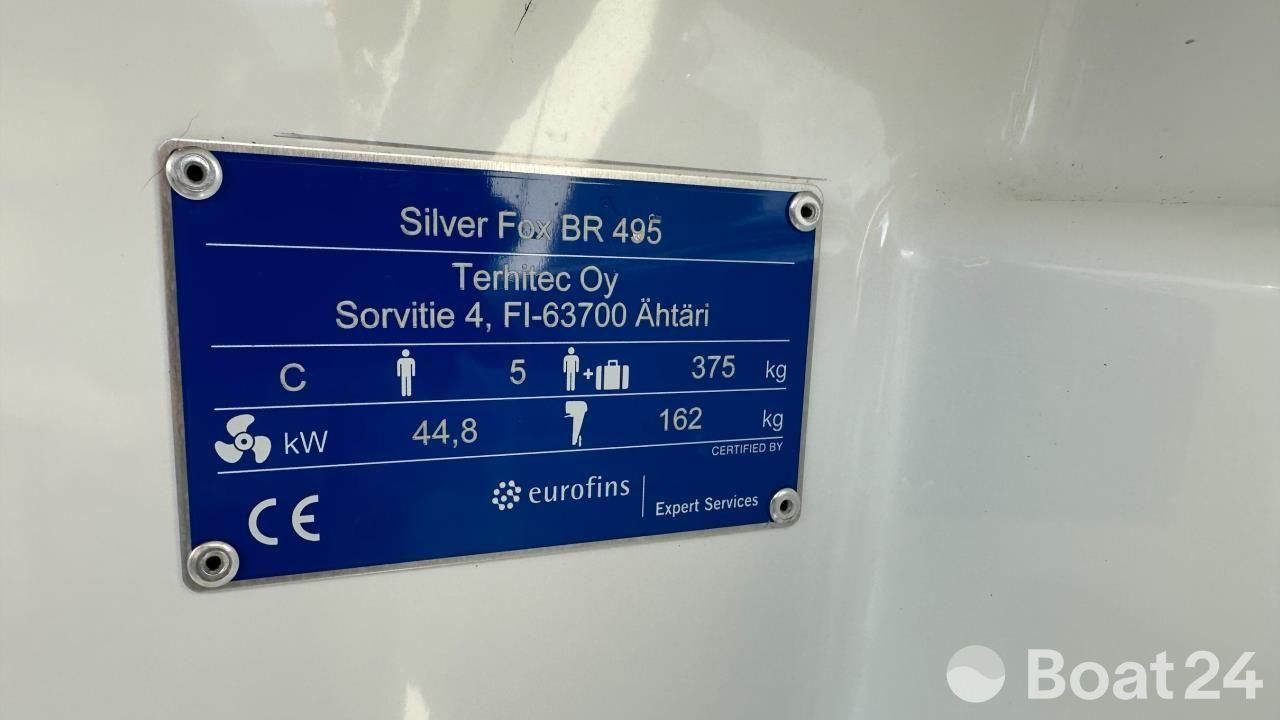 Silver Fox BR 495
Terhitec Oy
Sorvitie 4, FI-63700 Ähtäri
C 5 + 375 kg
kW 44,8 162 kg
CERTIFIED BY
CE eurofins Expert Services
Boat24